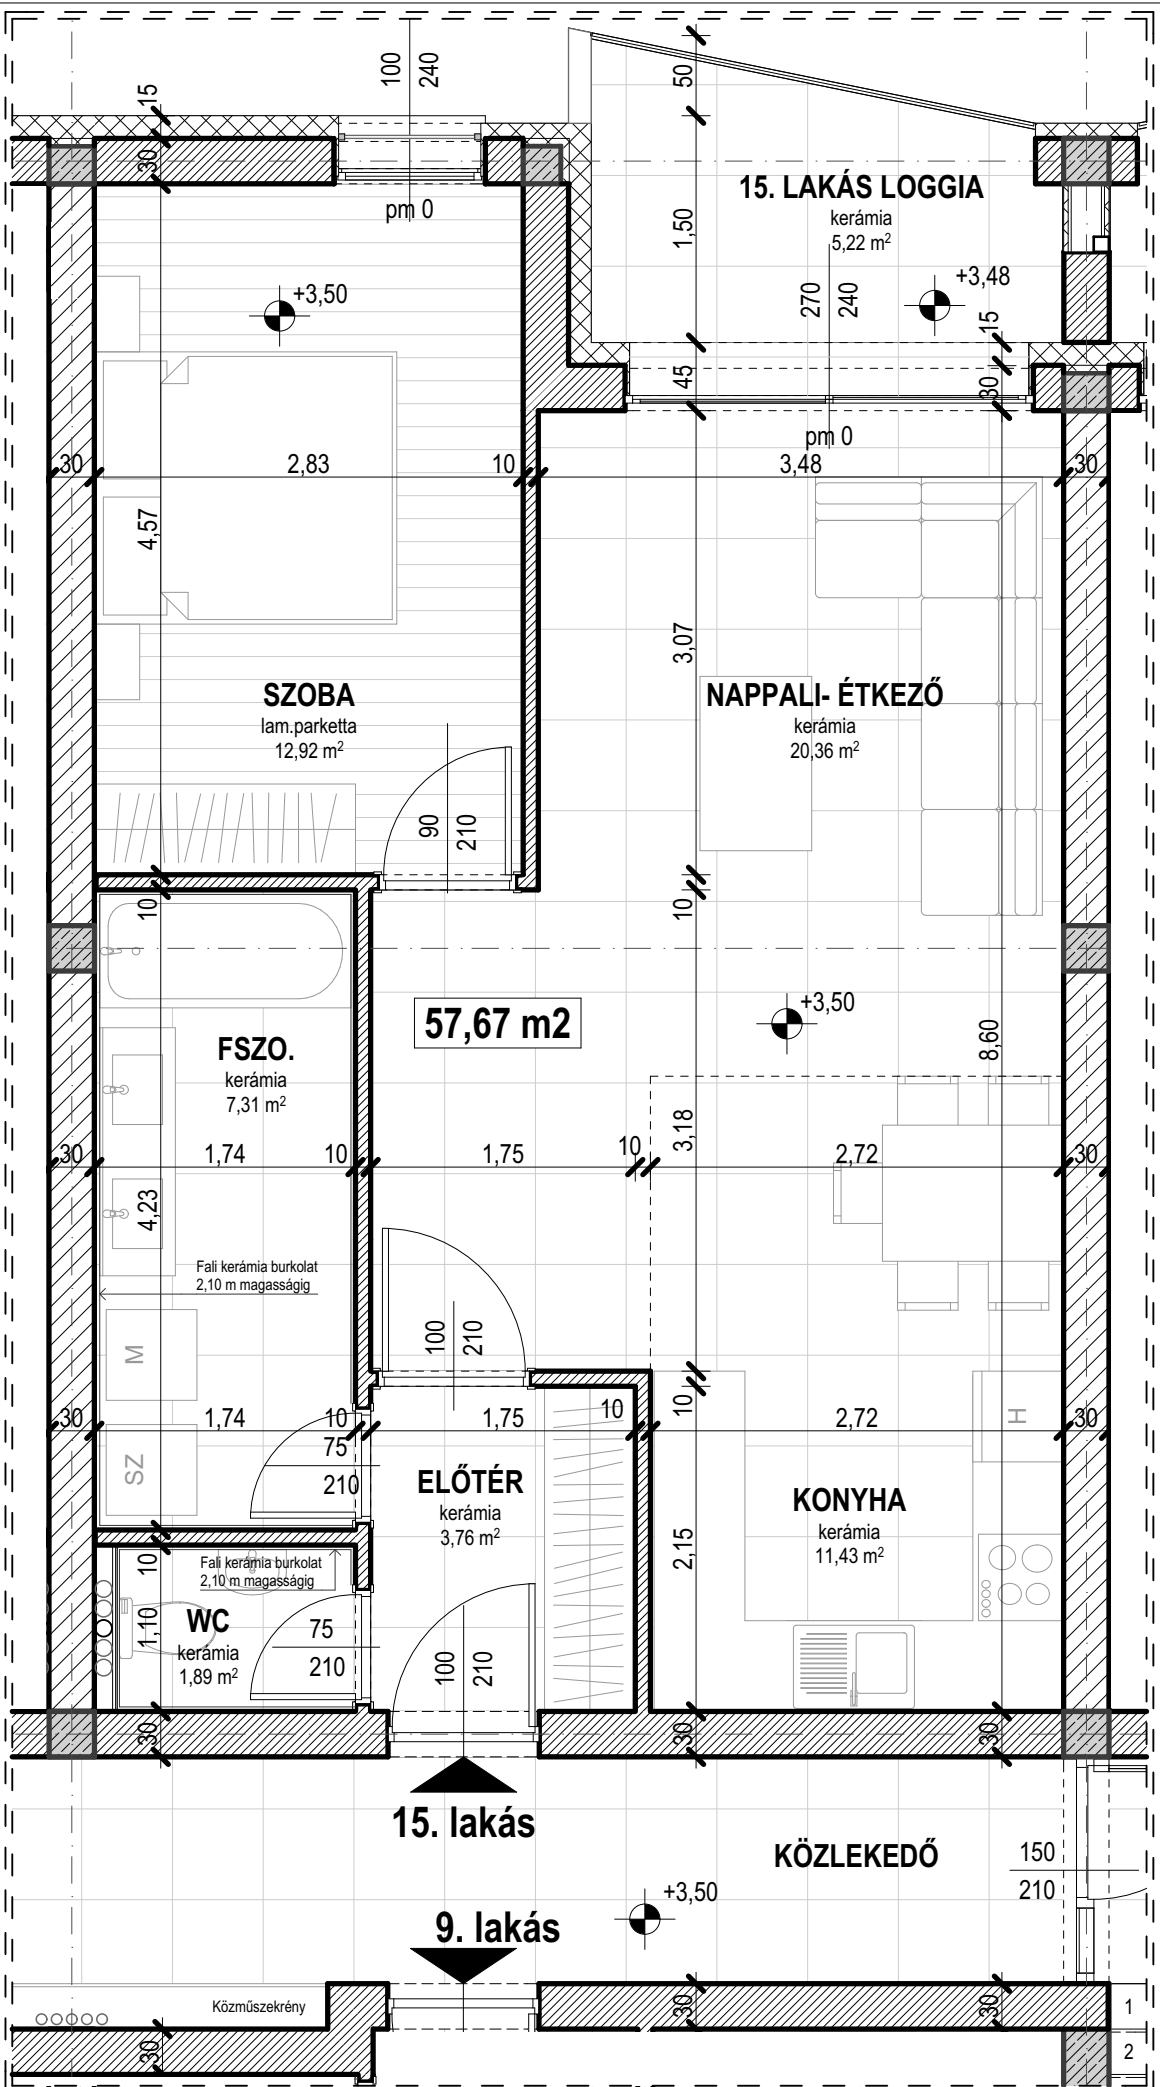 100
240
50
15
30
15. LAKÁS LOGGIA
kerámia
5,22 m²
pm 0
1,50
+3,50
+3,48
270
240
15
45
30
pm 0
30
2,83
10
3,48
30
4,57
3,07
SZOBA
lam.parketta
12,92 m²
NAPPALI- ÉTKEZŐ
kerámia
20,36 m²
90
210
10
10
57,67 m2
+3,50
8,60
FSZO.
kerámia
7,31 m²
3,18
30
1,74
10
1,75
10
2,72
30
4,23
Fali kerámia burkolat
2,10 m magasságig
100
210
M
10
30
1,74
10
1,75
10
2,72
H
30
75
210
SZ
ELŐTÉR
kerámia
3,76 m²
KONYHA
kerámia
11,43 m²
2,15
10
Fali kerámia burkolat
2,10 m magasságig
1,10
WC
kerámia
1,89 m²
75
210
100
210
30
30
30
15. lakás
KÖZLEKEDŐ
150
210
+3,50
9. lakás
Közműszekrény
30
30
1
30
2